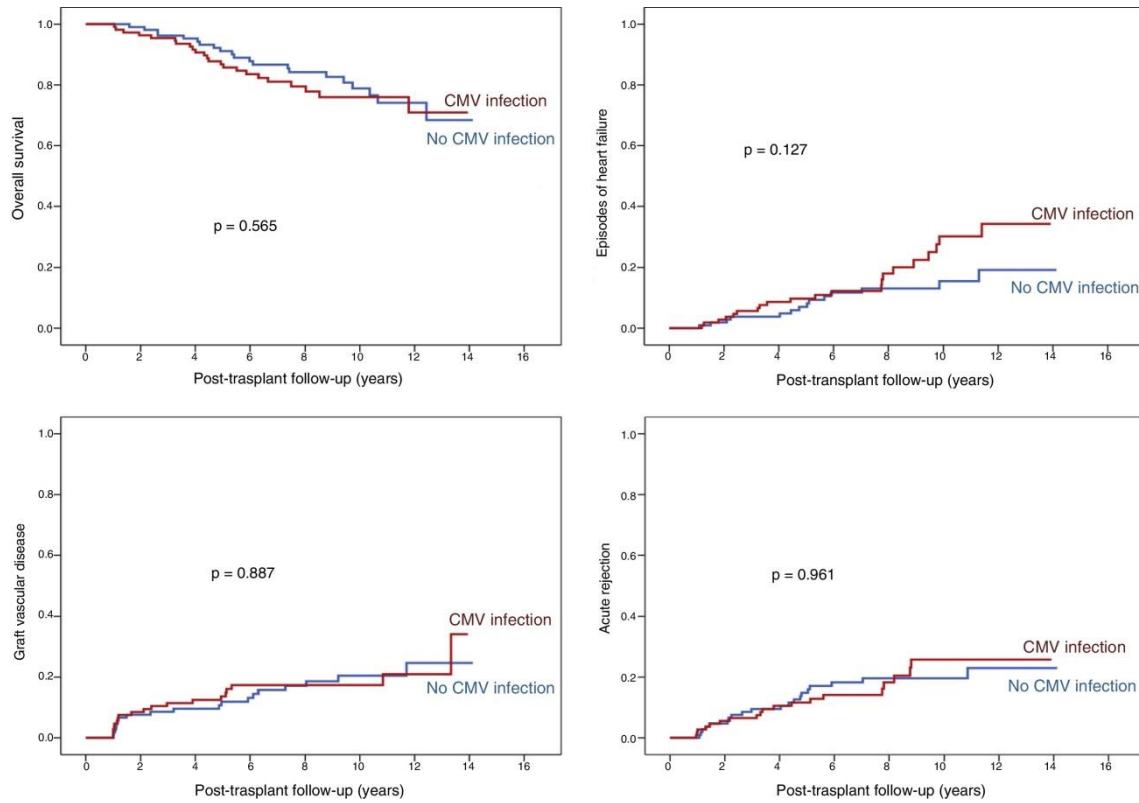 Overall survival
1.0
0.8
0.6
0.4
0.2
0.0
CMV infection
No CMV infection
p = 0.565
0 2 4 6 8 10 12 14 16
Post-trasplant follow-up (years)
Episodes of heart failure
1.0
0.8
0.6
0.4
0.2
0.0
p = 0.127
CMV infection
No CMV infection
0 2 4 6 8 10 12 14 16
Post-transplant follow-up (years)
Graft vascular disease
1.0
0.8
0.6
0.4
0.2
0.0
p = 0.887
CMV infection
No CMV infection
0 2 4 6 8 10 12 14 16
Post-trasplant follow-up (years)
Acute rejection
1.0
0.8
0.6
0.4
0.2
0.0
p = 0.961
CMV infection
No CMV infection
0 2 4 6 8 10 12 14 16
Post-trasplant follow-up (years)